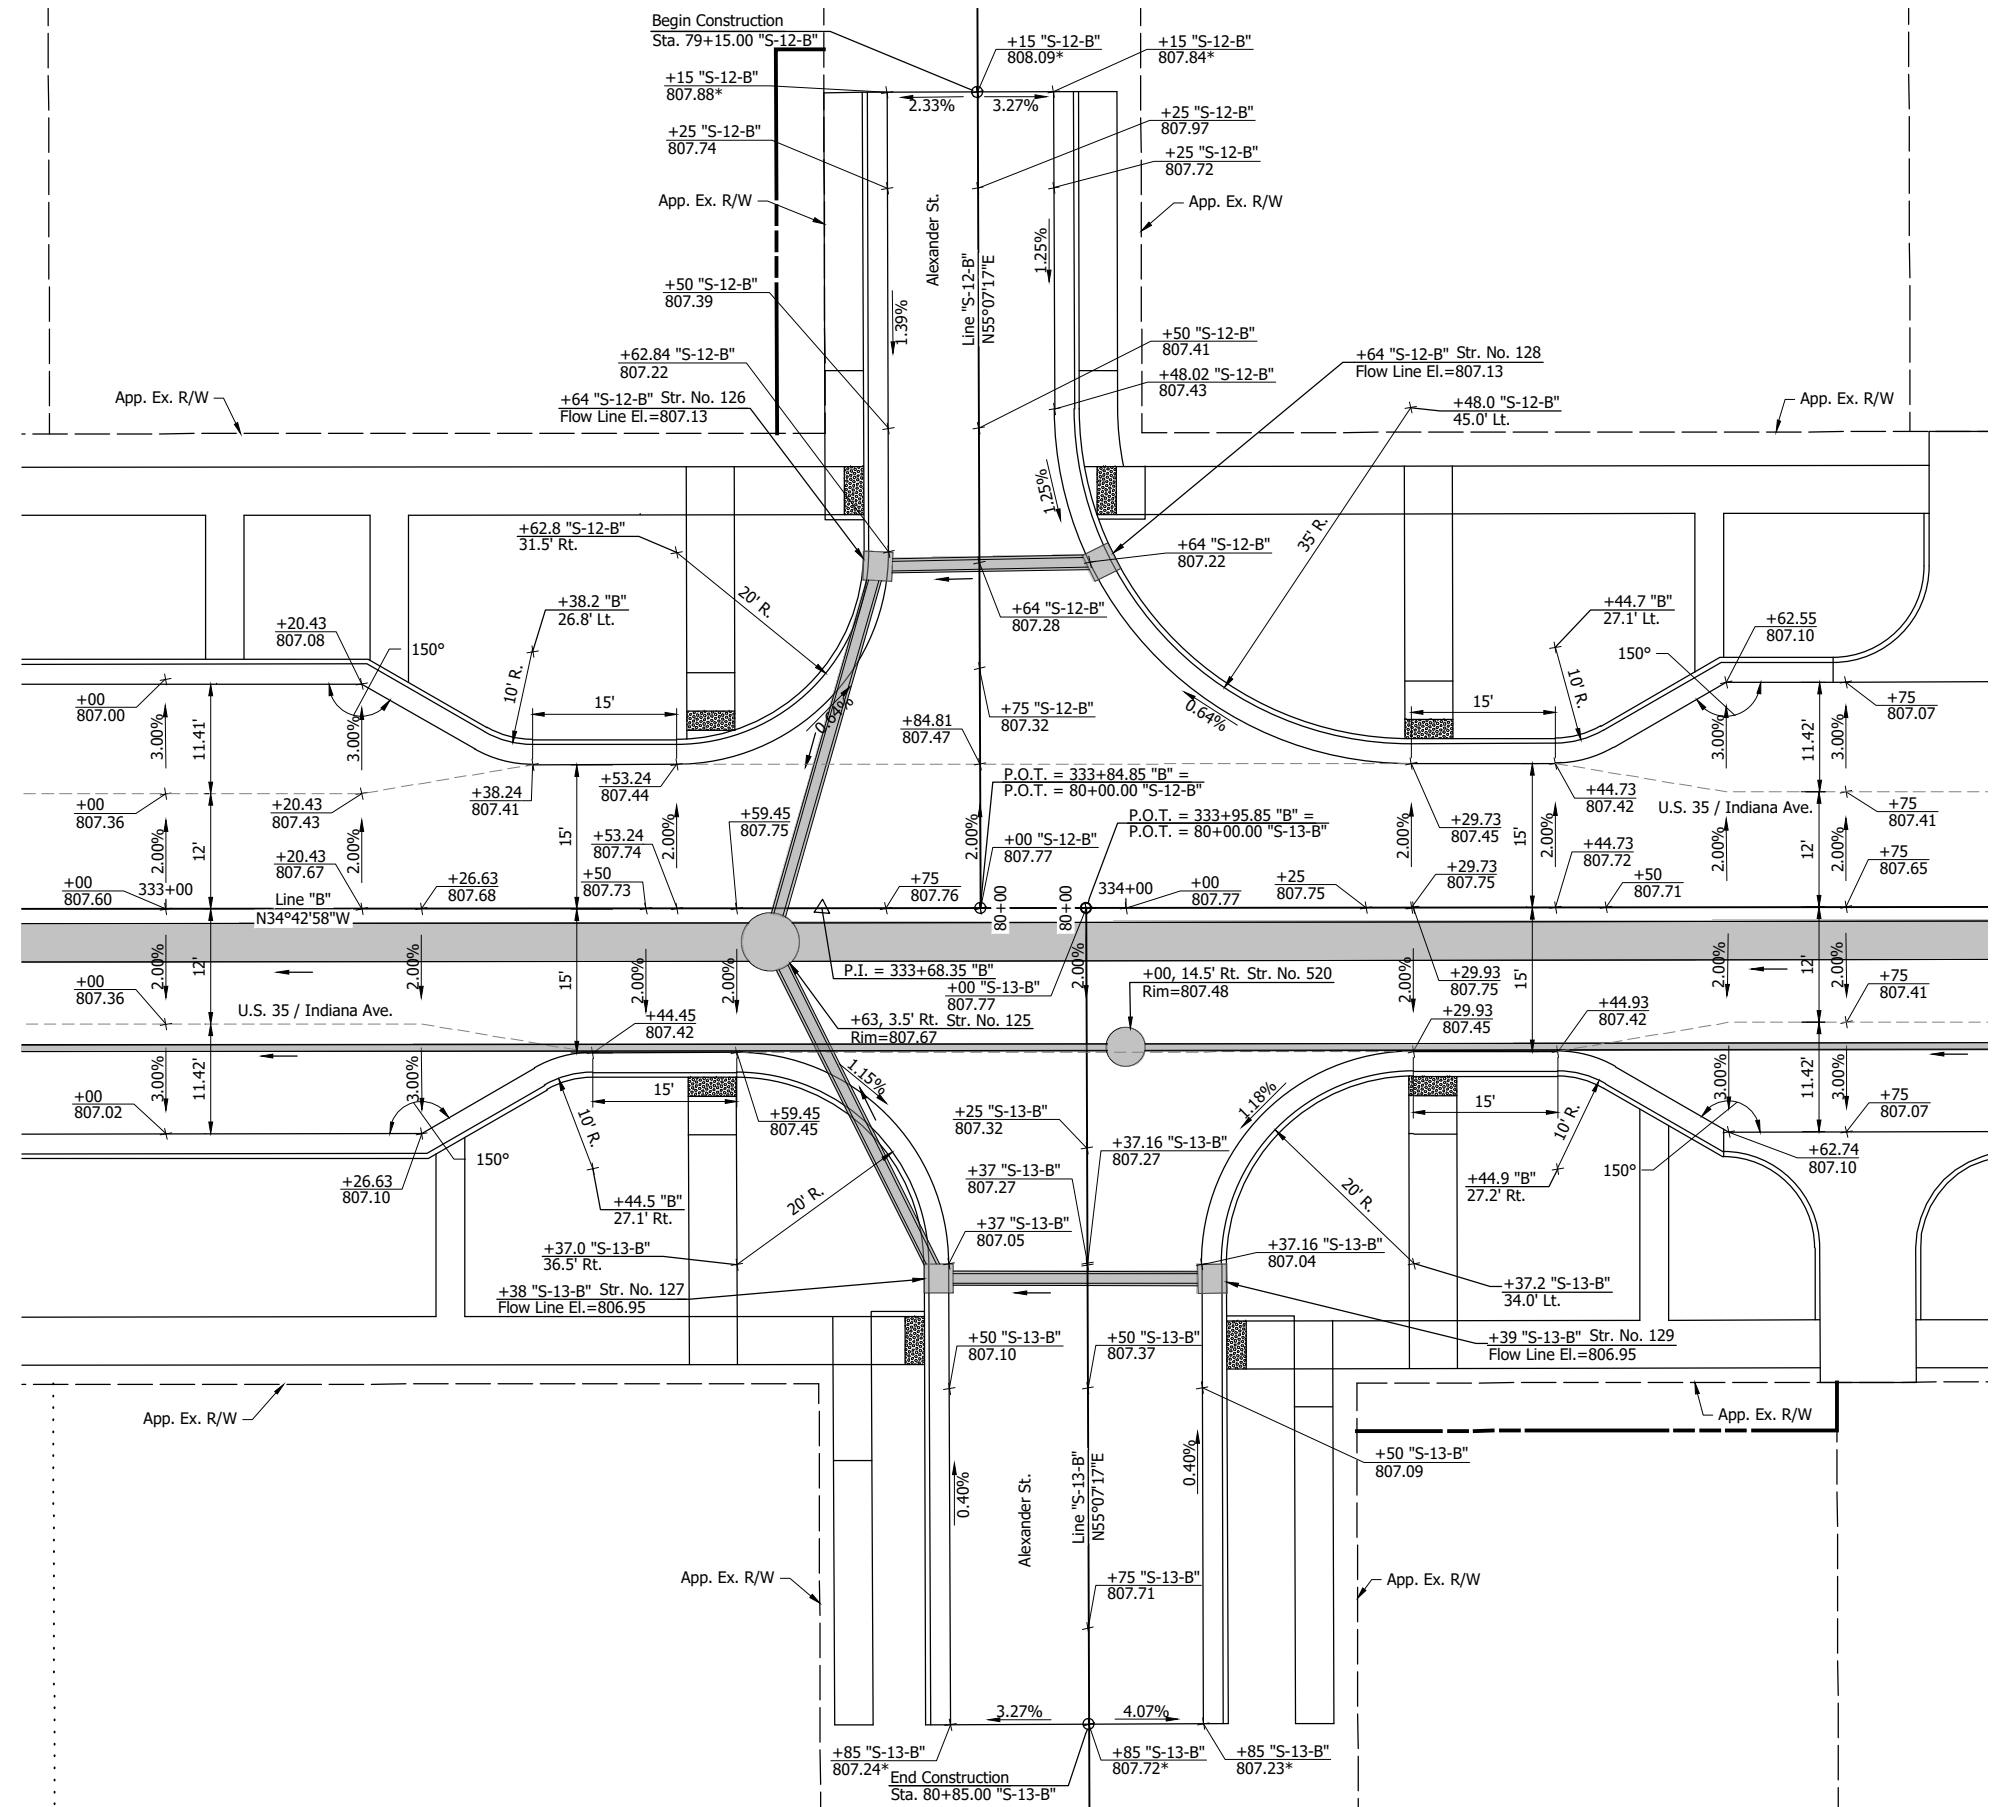 Begin Construction
Sta. 79+15.00 "S-12-B"
+15 "S-12-B"
808.09*
+15 "S-12-B"
807.84*
+15 "S-12-B"
807.88*
2.33%
3.27%
+25 "S-12-B"
807.97
+25 "S-12-B"
807.74
+25 "S-12-B"
807.72
App. Ex. R/W
App. Ex. R/W
Alexander St.
Line "S-12-B"
N55°07'17"E
1.25%
+50 "S-12-B"
807.39
1.39%
+50 "S-12-B"
807.41
+62.84 "S-12-B"
807.22
+64 "S-12-B" Str. No. 128
Flow Line El.=807.13
+48.02 "S-12-B"
807.43
App. Ex. R/W
+64 "S-12-B" Str. No. 126
Flow Line El.=807.13
+48.0 "S-12-B"
45.0' Lt.
App. Ex. R/W
1.25%
+62.8 "S-12-B"
31.5' Rt.
35' R.
+64 "S-12-B"
807.22
20' R.
+38.2 "B"
26.8' Lt.
+64 "S-12-B"
807.28
+44.7 "B"
27.1' Lt.
+20.43
807.08
+62.55
807.10
150°
150°
10' R.
10' R.
+00
807.00
15'
15'
+75
807.07
3.00%
11.41'
3.00%
0.64%
+84.81
807.47
+75 "S-12-B"
807.32
0.64%
3.00%
11.42'
3.00%
+53.24
807.44
P.O.T. = 333+84.85 "B" =
P.O.T. = 80+00.00 "S-12-B"
+00
807.36
+20.43
807.43
+38.24
807.41
+44.73
807.42
U.S. 35 / Indiana Ave.
+75
807.41
+59.45
807.75
P.O.T. = 333+95.85 "B" =
P.O.T. = 80+00.00 "S-13-B"
+29.73
807.45
2.00%
12'
2.00%
15'
+53.24
807.74
2.00%
2.00%
+00 "S-12-B"
807.77
2.00%
15'
2.00%
+44.73
807.72
2.00%
12'
2.00%
+20.43
807.67
+75
807.65
+00
807.60
333+00
Line "B"
N34°42'58"W
+26.63
807.68
+50
807.73
+75
807.76
80+00
80+00
334+00
+00
807.77
+25
807.75
+29.73
807.75
+50
807.71
2.00%
12'
2.00%
15'
2.00%
2.00%
P.I. = 333+68.35 "B"
2.00%
+00, 14.5' Rt. Str. No. 520
Rim=807.48
2.00%
+29.93
807.75
15'
2.00%
12'
2.00%
+00
807.36
+00 "S-13-B"
807.77
+75
807.41
U.S. 35 / Indiana Ave.
+44.45
807.42
+63, 3.5' Rt. Str. No. 125
Rim=807.67
+29.93
807.45
+44.93
807.42
3.00%
11.42'
3.00%
15'
1.15%
1.18%
15'
3.00%
11.42'
3.00%
+00
807.02
+75
807.07
10' R.
+59.45
807.45
+25 "S-13-B"
807.32
10' R.
+37.16 "S-13-B"
807.27
+62.74
807.10
150°
150°
+26.63
807.10
+37 "S-13-B"
807.27
+44.9 "B"
27.2' Rt.
+44.5 "B"
27.1' Rt.
20' R.
20' R.
+37 "S-13-B"
807.05
+37.0 "S-13-B"
36.5' Rt.
+37.16 "S-13-B"
807.04
+37.2 "S-13-B"
34.0' Lt.
+38 "S-13-B" Str. No. 127
Flow Line El.=806.95
+50 "S-13-B"
807.10
+50 "S-13-B"
807.37
+39 "S-13-B" Str. No. 129
Flow Line El.=806.95
App. Ex. R/W
App. Ex. R/W
+50 "S-13-B"
807.09
0.40%
Alexander St.
Line "S-13-B"
N55°07'17"E
0.40%
App. Ex. R/W
App. Ex. R/W
+75 "S-13-B"
807.71
3.27%
4.07%
+85 "S-13-B"
807.24*
+85 "S-13-B"
807.72*
+85 "S-13-B"
807.23*
End Construction
Sta. 80+85.00 "S-13-B"